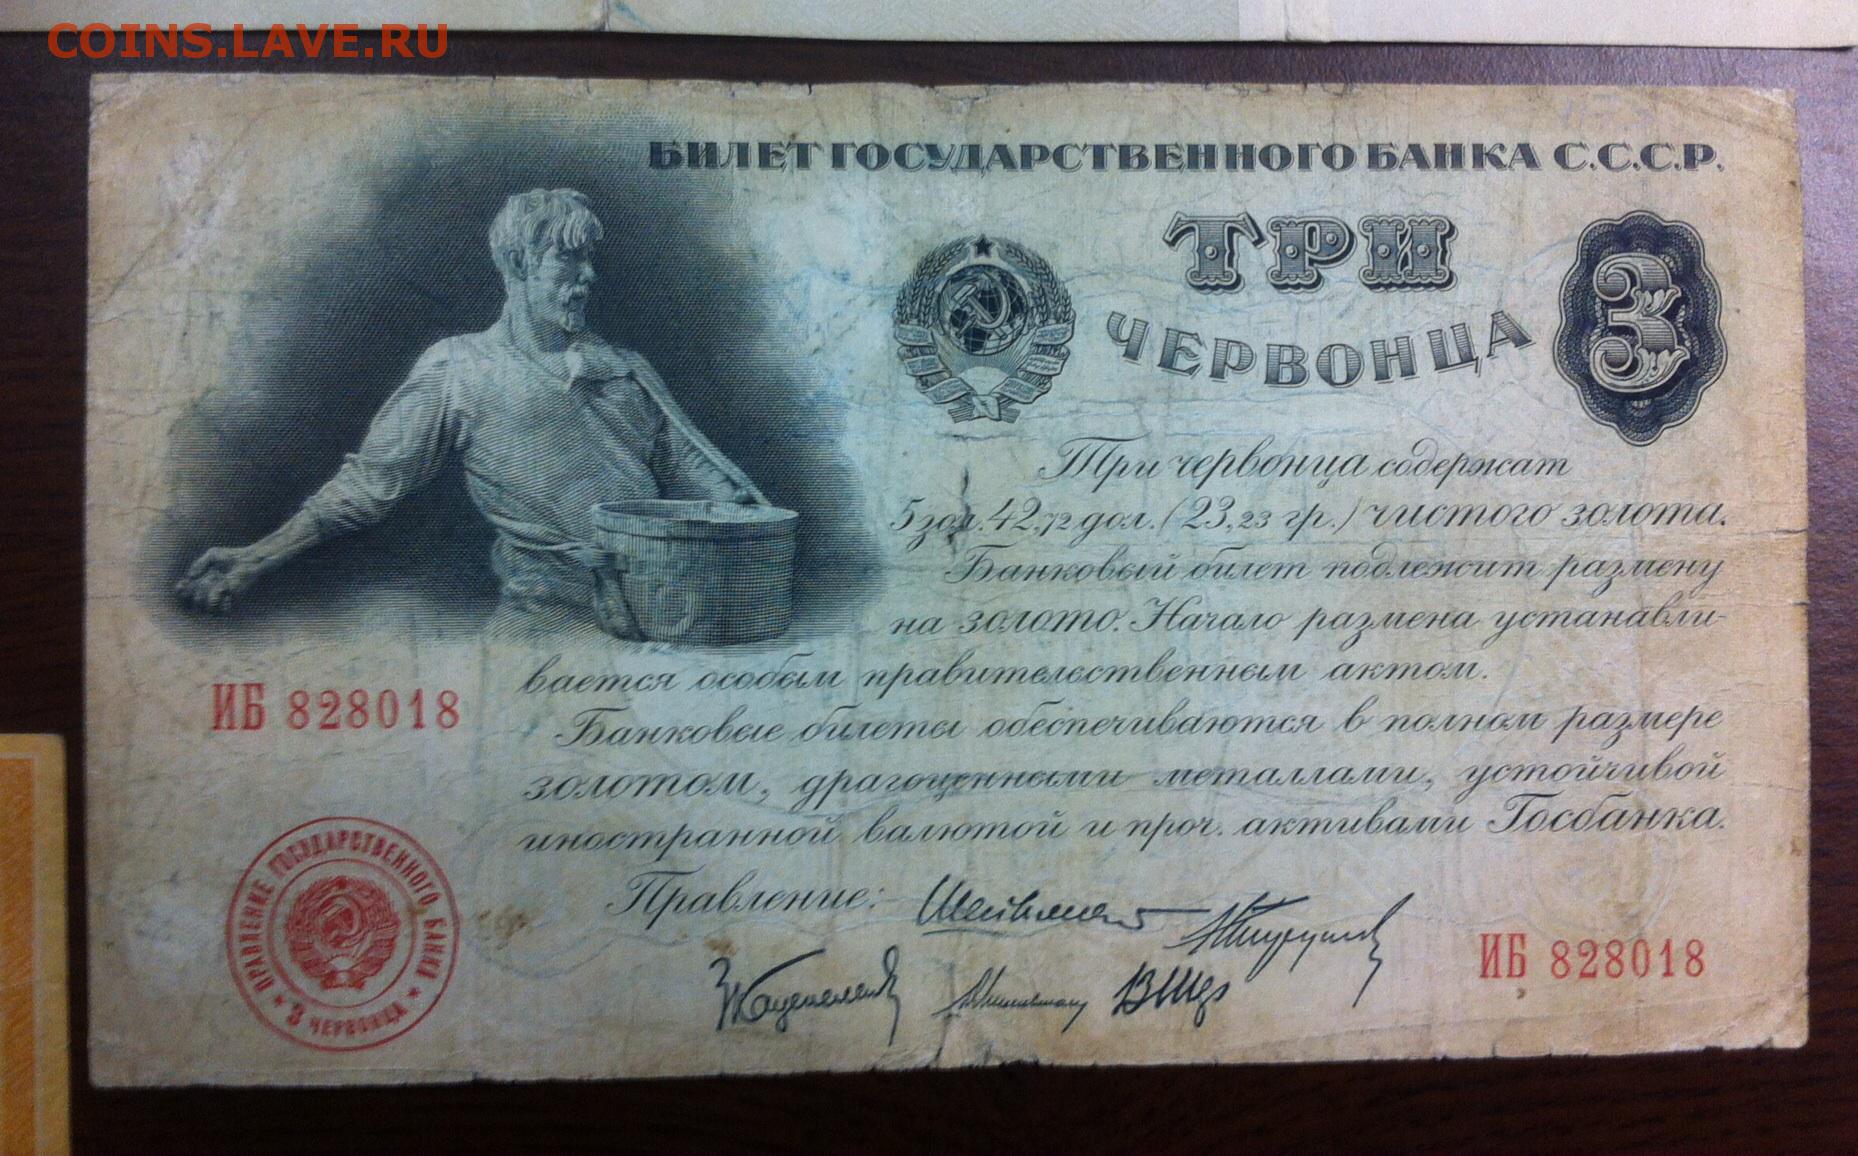 COINS.LAVE.RU
БИЛЕТ ГОСУДАРСТВЕННОГО БАНКА С.С.С.Р.
ТРИ
ЧЕРВОНЦА
3
Три червонца содержат
5 зол. 42,72 дол. (23,23 гр.) чистого золота.
Банковый билет подлежит размену
на золото. Начало размена устанавли-
вается особым правительственным актом.
ИБ 828018
Банковые билеты обеспечиваются в полном размере
золотом, драгоценными металлами, устойчивой
иностранной валютой и проч. активами Госбанка.
Правление:
ПРАВЛЕНИЕ ГОСУДАРСТВЕННОГО БАНКА
3 ЧЕРВОНЦА
ИБ 828018